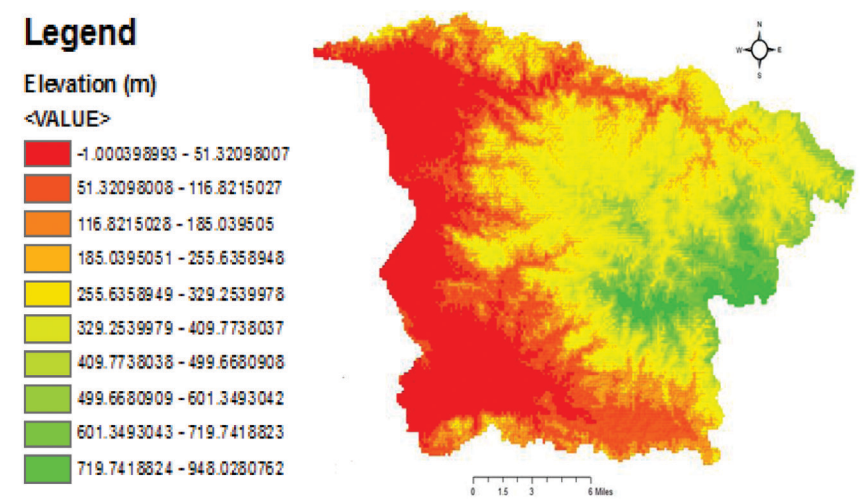 Legend
Elevation (m)
<VALUE>
-1.000398993 - 51.32098007
51.32098008 - 116.8215027
116.8215028 - 185.039505
185.0395051 - 255.6358948
255.6358949 - 329.2539978
329.2539979 - 409.7738037
409.7738038 - 499.6680908
499.6680909 - 601.3493042
601.3493043 - 719.7418823
719.7418824 - 948.0280762
N
W E
S
0 1.5 3 6 Miles